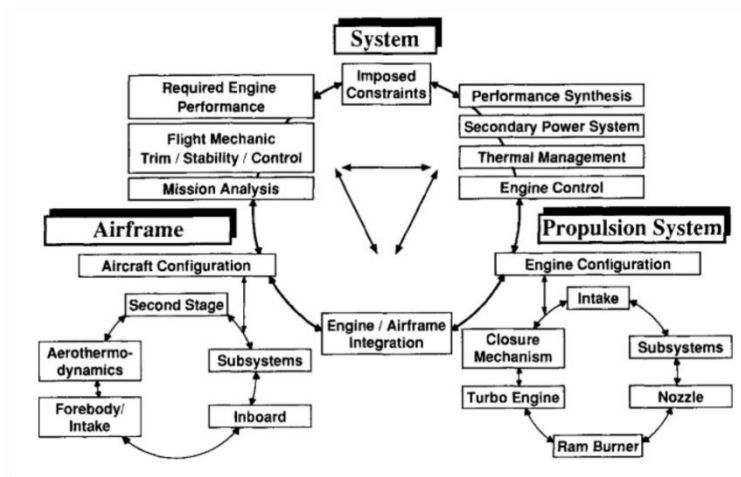 System
Imposed
Constraints
Required Engine
Performance
Flight Mechanic
Trim / Stability / Control
Mission Analysis
Performance Synthesis
Secondary Power System
Thermal Management
Engine Control
Airframe
Propulsion System
Aircraft Configuration
Engine Configuration
Second Stage
Aerothermo-
dynamics
Subsystems
Forebody/
Intake
Inboard
Engine / Airframe
Integration
Intake
Closure
Mechanism
Subsystems
Turbo Engine
Nozzle
Ram Burner